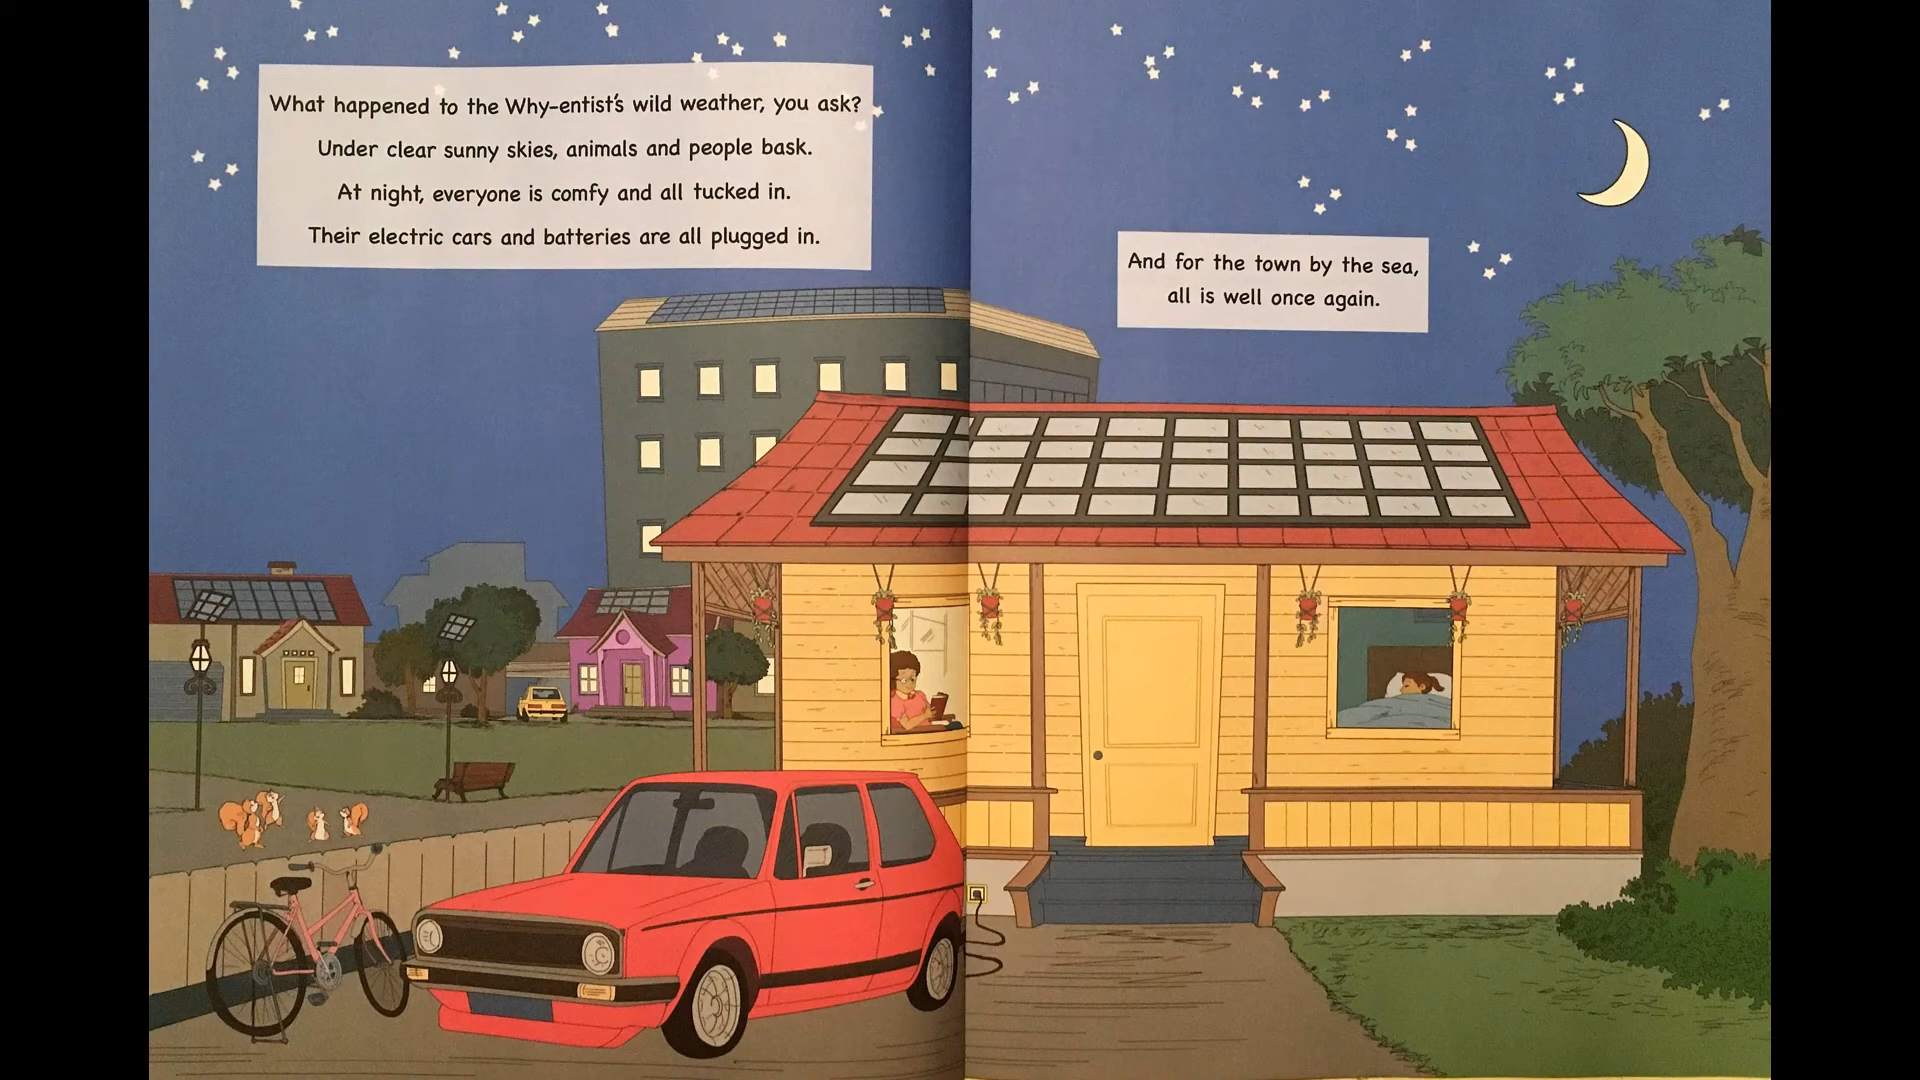 What happened to the Why-entist's wild weather, you ask?
Under clear sunny skies, animals and people bask.
At night, everyone is comfy and all tucked in.
Their electric cars and batteries are all plugged in.
And for the town by the sea,
all is well once again.